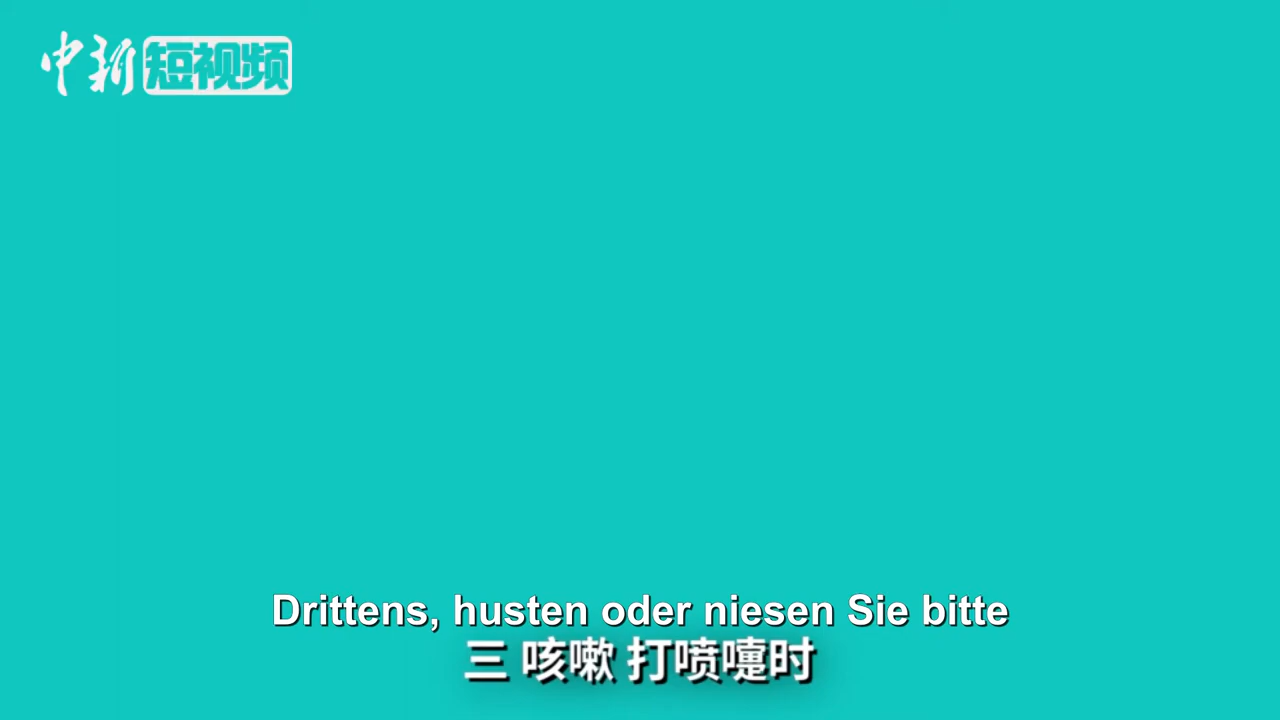 中新 短视频
Drittens, husten oder niesen Sie bitte
三 咳嗽 打喷嚏时